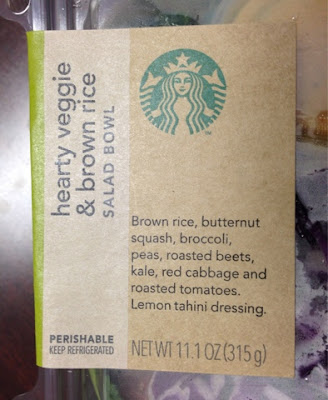 hearty veggie
& brown rice
SALAD BOWL
Brown rice, butternut
squash, broccoli,
peas, roasted beets,
kale, red cabbage and
roasted tomatoes.
Lemon tahini dressing.
PERISHABLE
KEEP REFRIGERATED
NET WT 11.1 OZ (315 g)